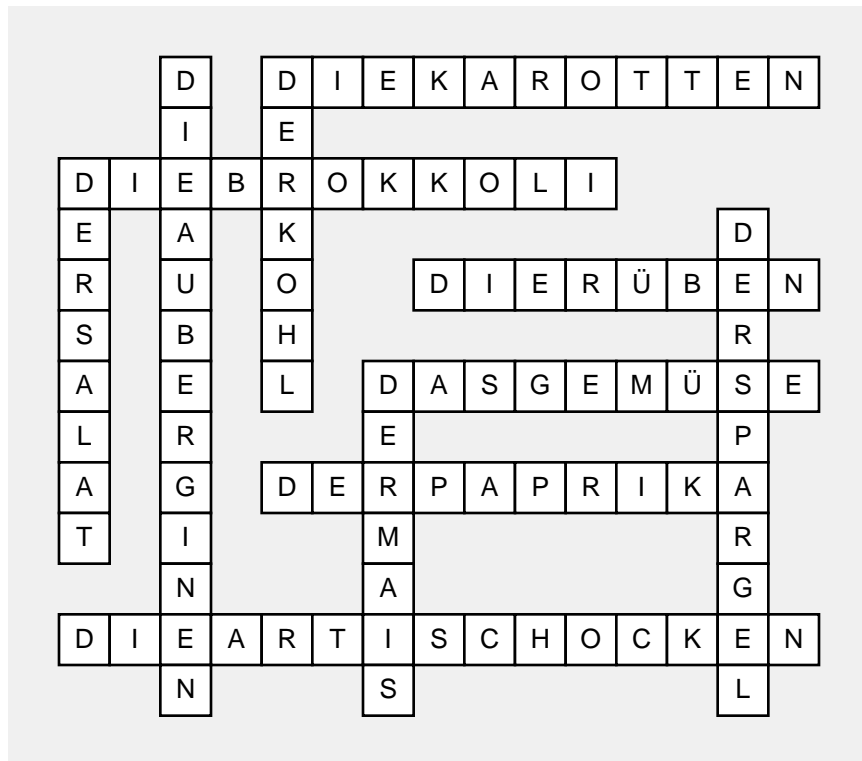 DIEKAROTTEN
DIEBROKKOLI
DIERÜBEN
DASGEMÜSE
DERPAPRIKA
DIEARTISCHOCKEN
DIEAUBERGINEN
DERKOHL
DERSALAT
DERSPARGEL
DERMAIS